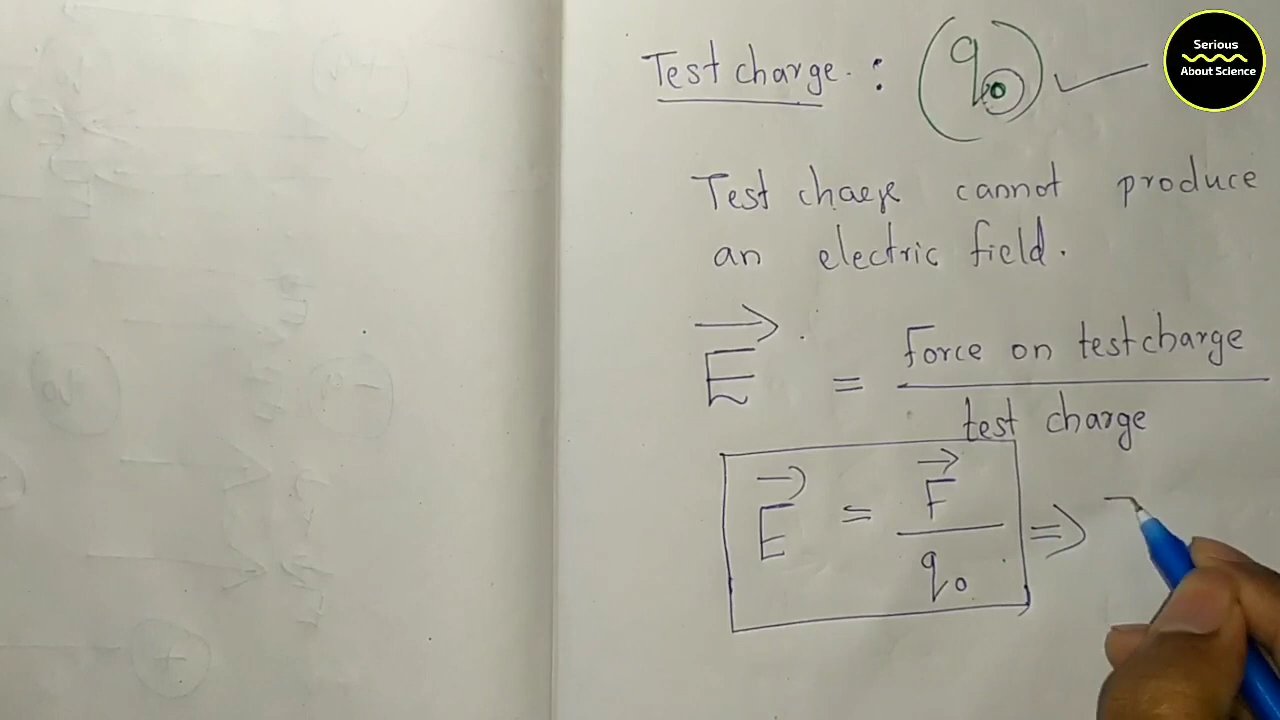 Test charge. : (q₀)
Serious
About Science
Test charge cannot produce
an electric field.
E⃗ = Force on test charge / test charge
E⃗ = F⃗ / q₀ ⇒